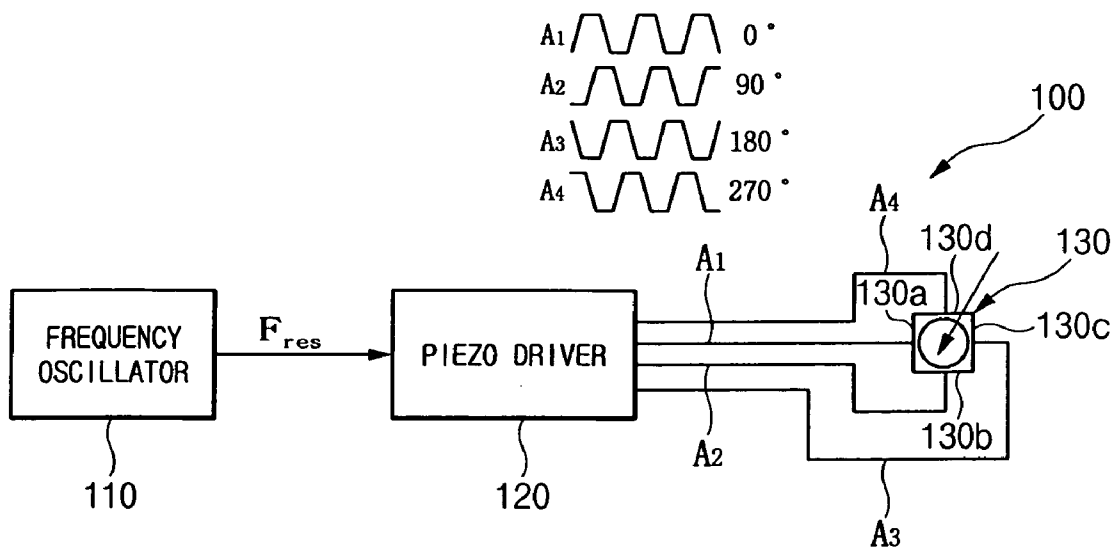 A1 0°
A2 90°
A3 180°
A4 270°
100
A4
130d
130
A1
130a
130c
FREQUENCY
OSCILLATOR
Fres
PIEZO DRIVER
130b
A2
110
120
A3